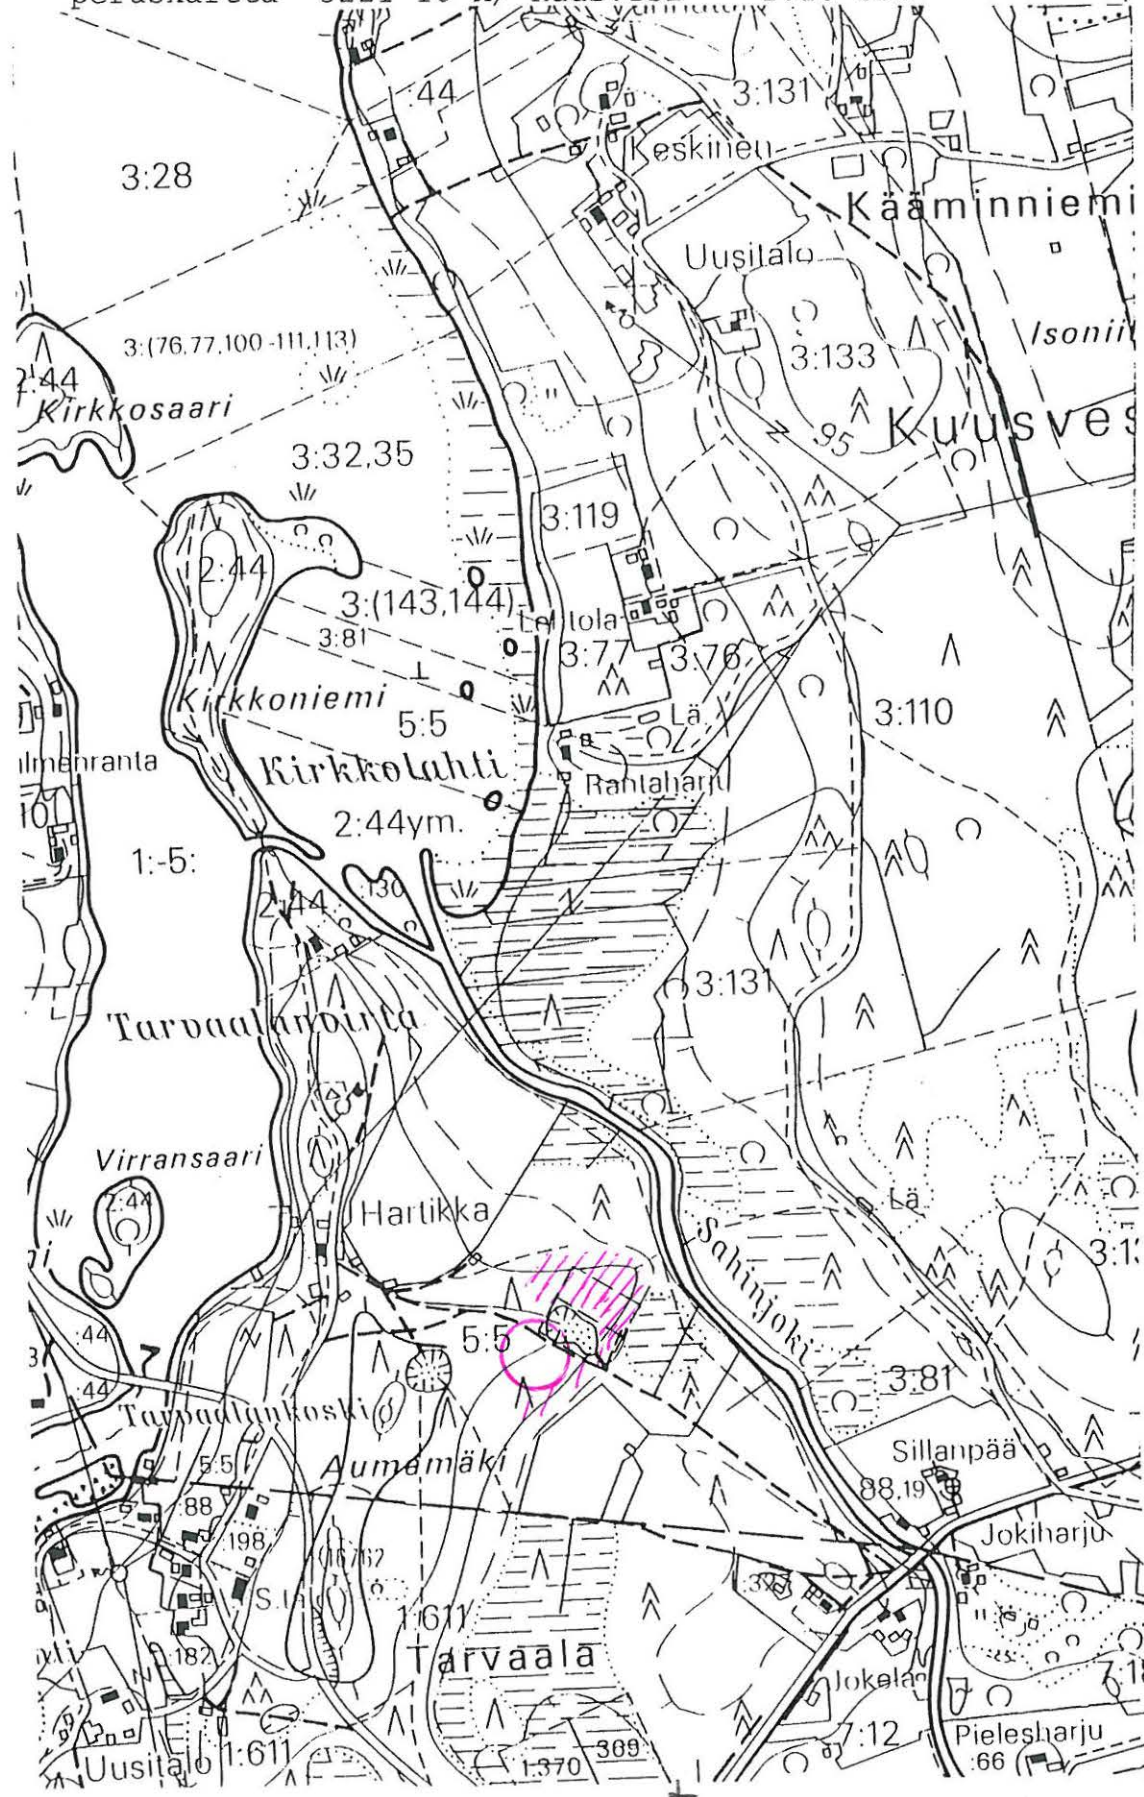 44
3:131
Keskinen
3:28
Kääminniemi
Uusitalo
3:(76,77,100-111,113)
3:133
2:44
Kirkkosaari
95
3:32,35
3:119
2:44
3:(143,144)
3:81
3:77
3:76
Kirkkoniemi
5:5
Lä
3:110
Kirkkolahti
Rantaharju
2:44ym.
1:-5:
:130
2:44
3:131
Tarvaalanvirta
Virransaari
2:44
Hartikka
Lä
Sahinjoki
:44
5:5
:44
3:81
Tarvaalankoski
Sillanpää
Aumamäki
5:5
88,19
:88
Jokiharju
:198
1:611
Tarvaala
:182
Jokela
7:12
Pielesharju
:66
Uusitalo
1:611
1:370
309